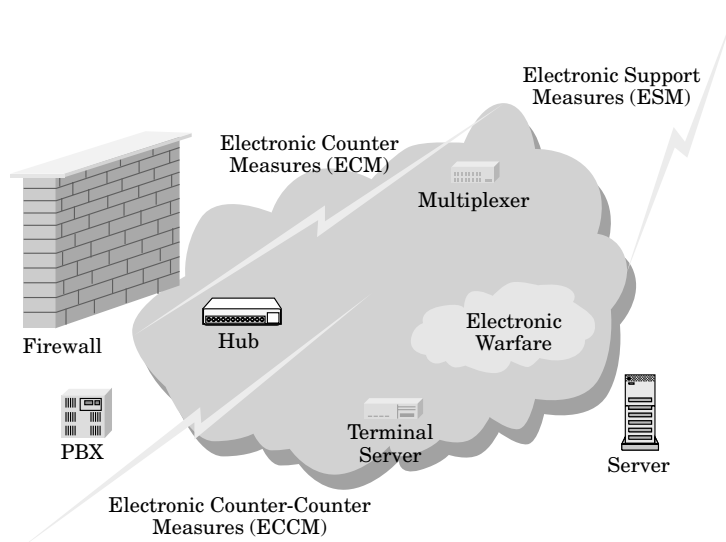 Electronic Support
Measures (ESM)
Electronic Counter
Measures (ECM)
Multiplexer
Firewall
Hub
Electronic
Warfare
PBX
Terminal
Server
Server
Electronic Counter-Counter
Measures (ECCM)